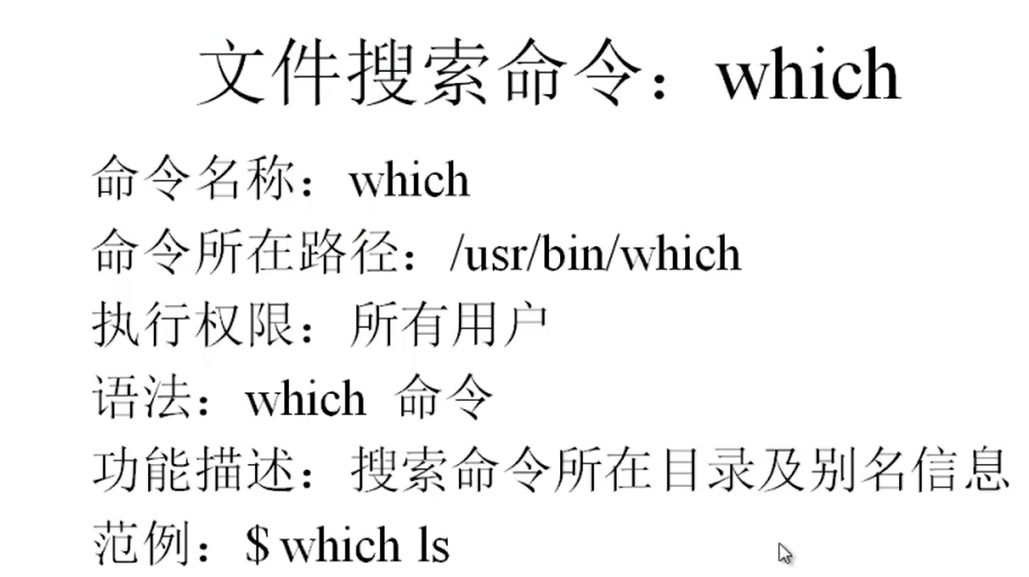 文件搜索命令：which
命令名称：which
命令所在路径：/usr/bin/which
执行权限：所有用户
语法：which 命令
功能描述：搜索命令所在目录及别名信息
范例：$ which ls